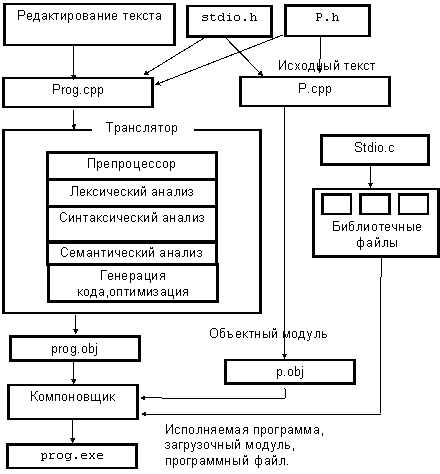 Редактирование текста
stdio.h
P.h
Исходный текст
Prog.cpp
P.cpp
Транслятор
Препроцессор
Лексический анализ
Синтаксический анализ
Семантический анализ
Генерация
кода,оптимизация
Stdio.c
Библиотечные
файлы
Объектный модуль
prog.obj
p.obj
Компоновщик
Исполняемая программа,
загрузочный модуль,
программный файл.
prog.exe